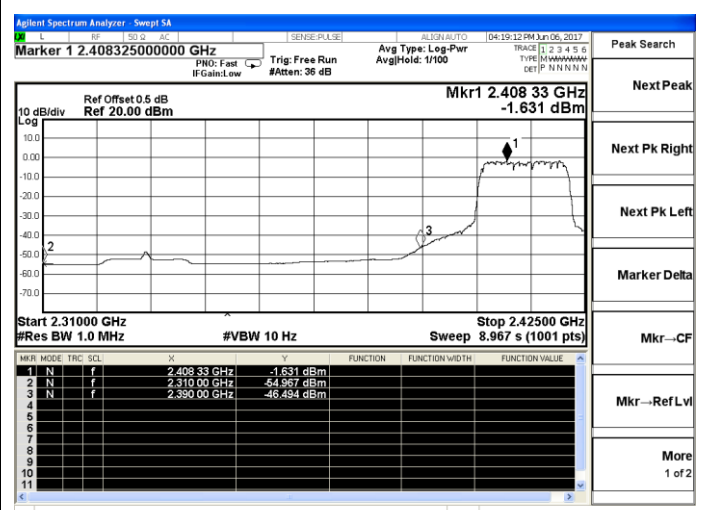 Agilent Spectrum Analyzer - Swept SA
LXI L RF 50 Ω AC SENSE:PULSE ALIGN AUTO 04:19:12 PM Jun 06, 2017
Marker 1 2.408325000000 GHz
PNO: Fast
IFGain:Low
Trig: Free Run
#Atten: 36 dB
Avg Type: Log-Pwr
Avg|Hold: 1/100
TRACE 1 2 3 4 5 6
TYPE M W W W W W
DET P N N N N N
Peak Search
Next Peak
Next Pk Right
Next Pk Left
Marker Delta
Mkr→CF
Mkr→Ref Lvl
More
1 of 2
Mkr1 2.408 33 GHz
-1.631 dBm
Ref Offset 0.5 dB
10 dB/div Ref 20.00 dBm
Log
10.0
0.00
-10.0
-20.0
-30.0
-40.0
-50.0
-60.0
-70.0
1
2
3
Start 2.31000 GHz Stop 2.42500 GHz
#Res BW 1.0 MHz #VBW 10 Hz Sweep 8.967 s (1001 pts)
MKR MODE TRC SCL X Y FUNCTION FUNCTION WIDTH FUNCTION VALUE
1 N f 2.408 33 GHz -1.631 dBm
2 N f 2.310 00 GHz -54.967 dBm
3 N f 2.390 00 GHz -46.494 dBm
4
5
6
7
8
9
10
11